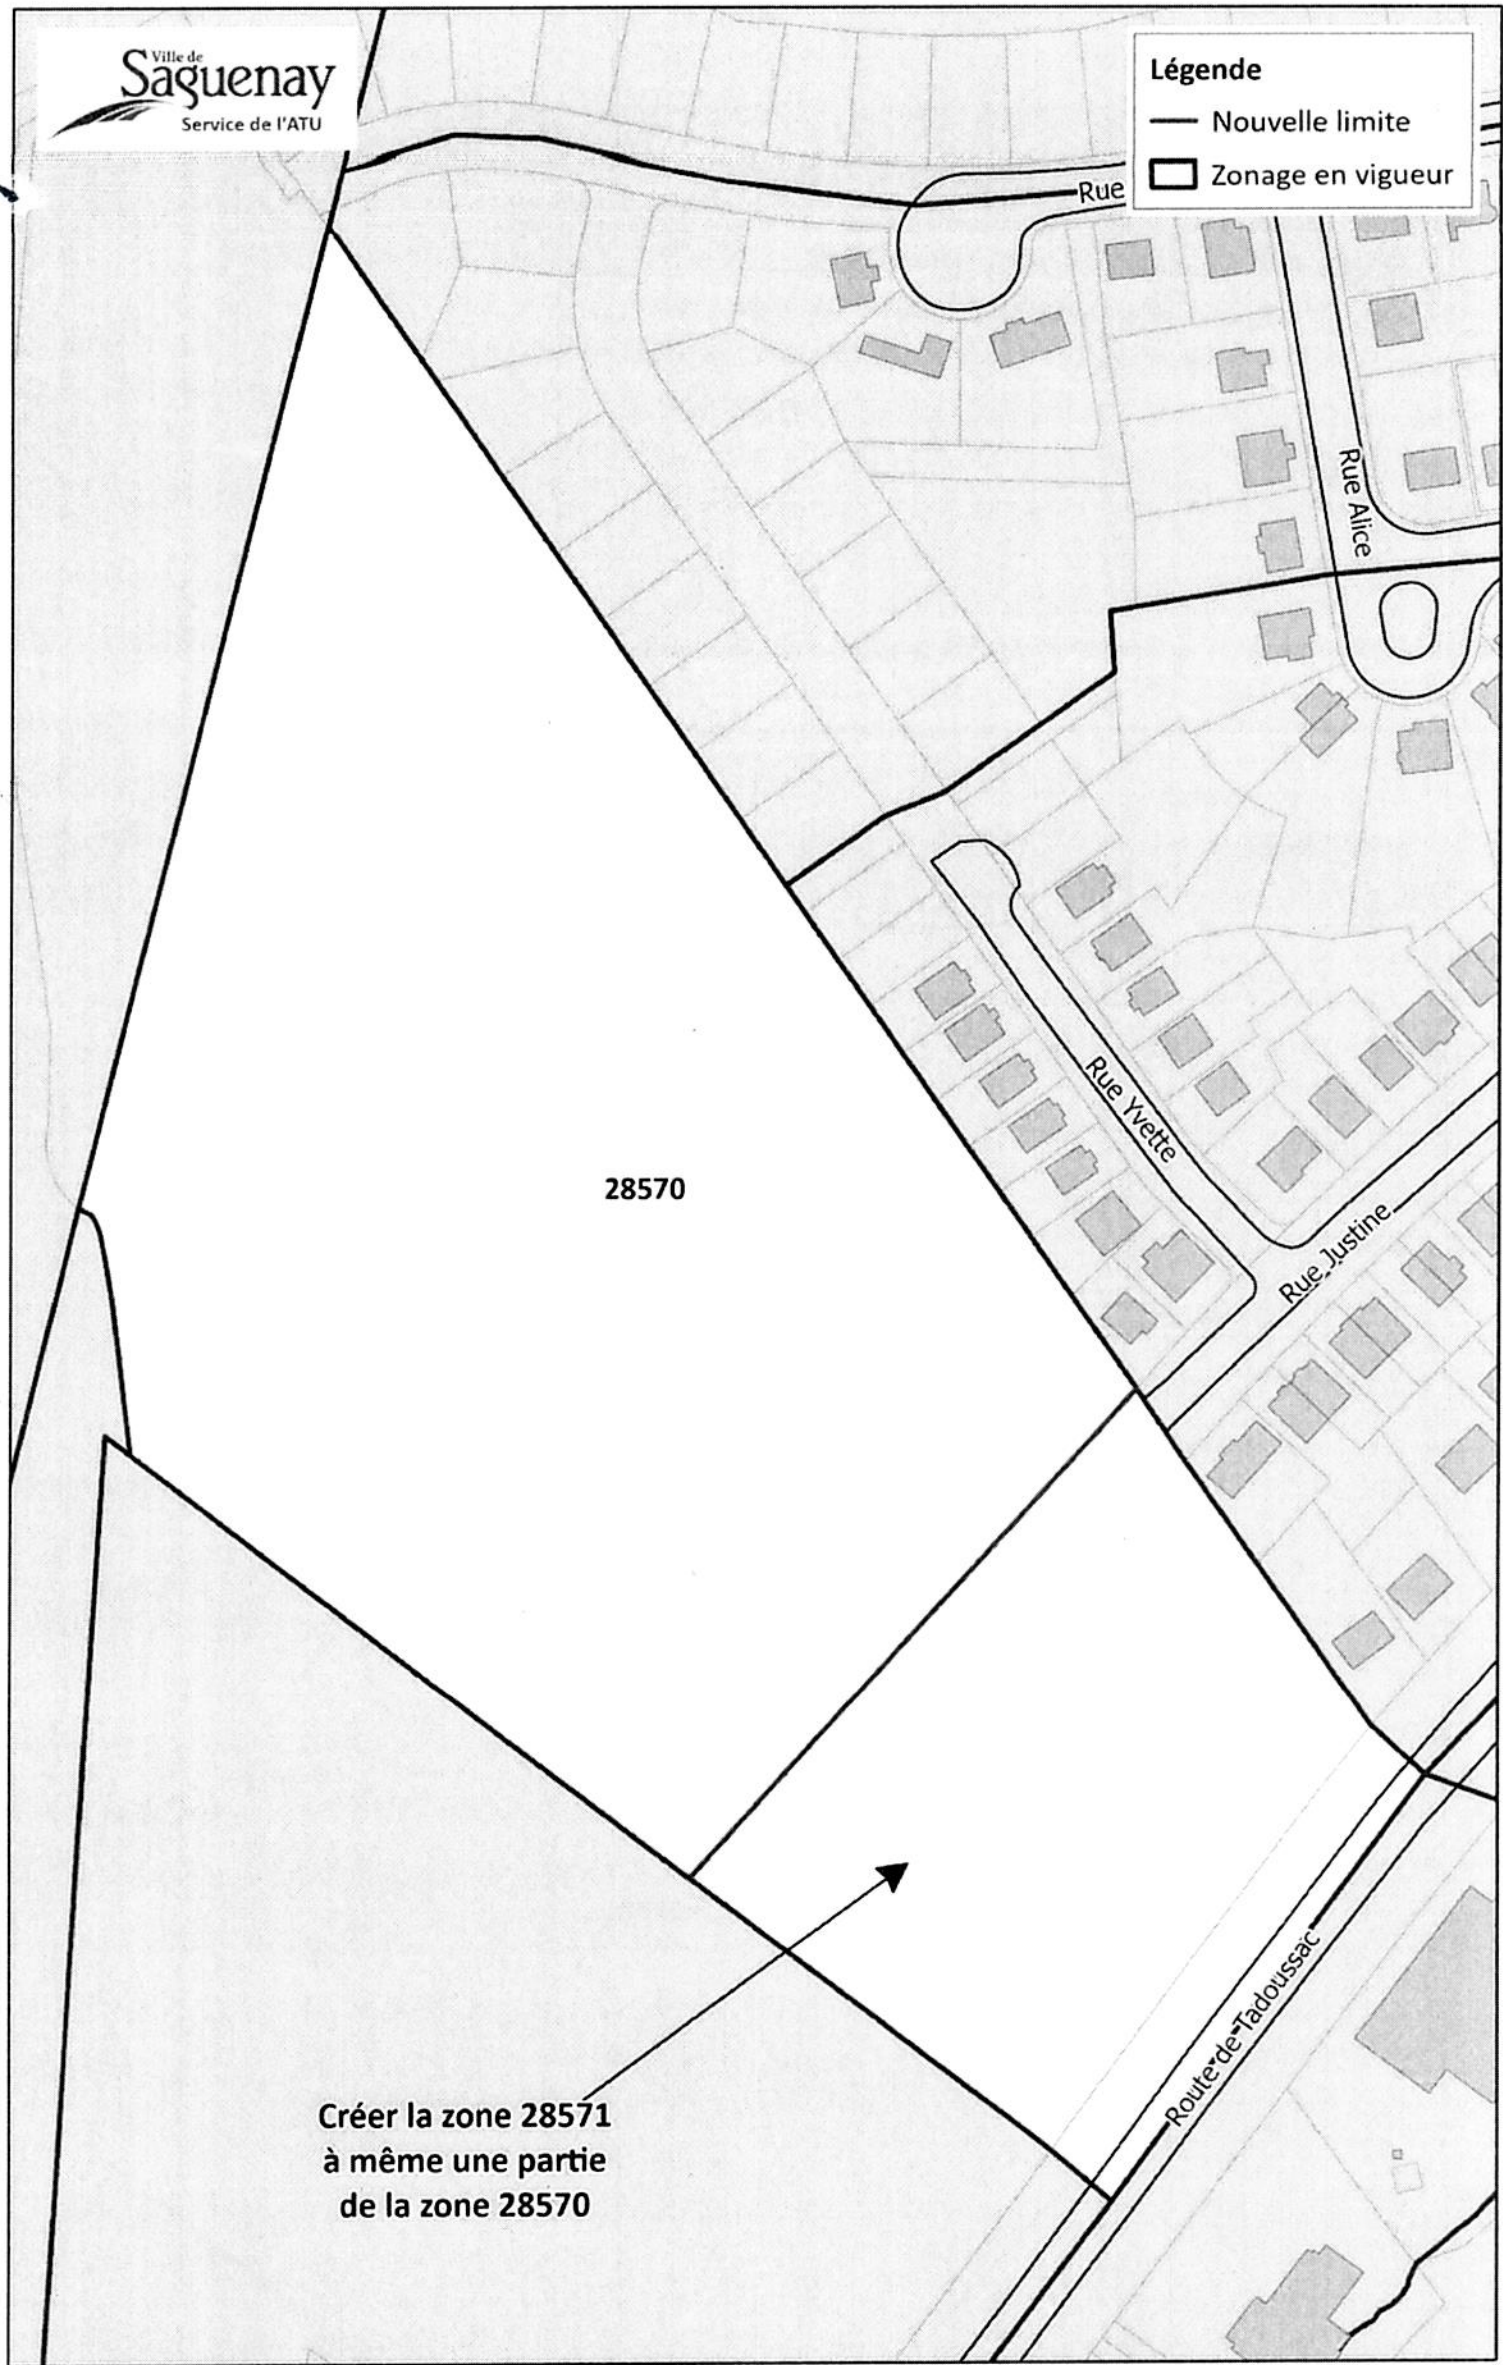 Ville de
Saguenay
Service de l'ATU
Légende
Nouvelle limite
Zonage en vigueur
Rue
Rue Alice
28570
Rue Yvette
Rue Justine
Route de Tadoussac
Créer la zone 28571
à même une partie
de la zone 28570